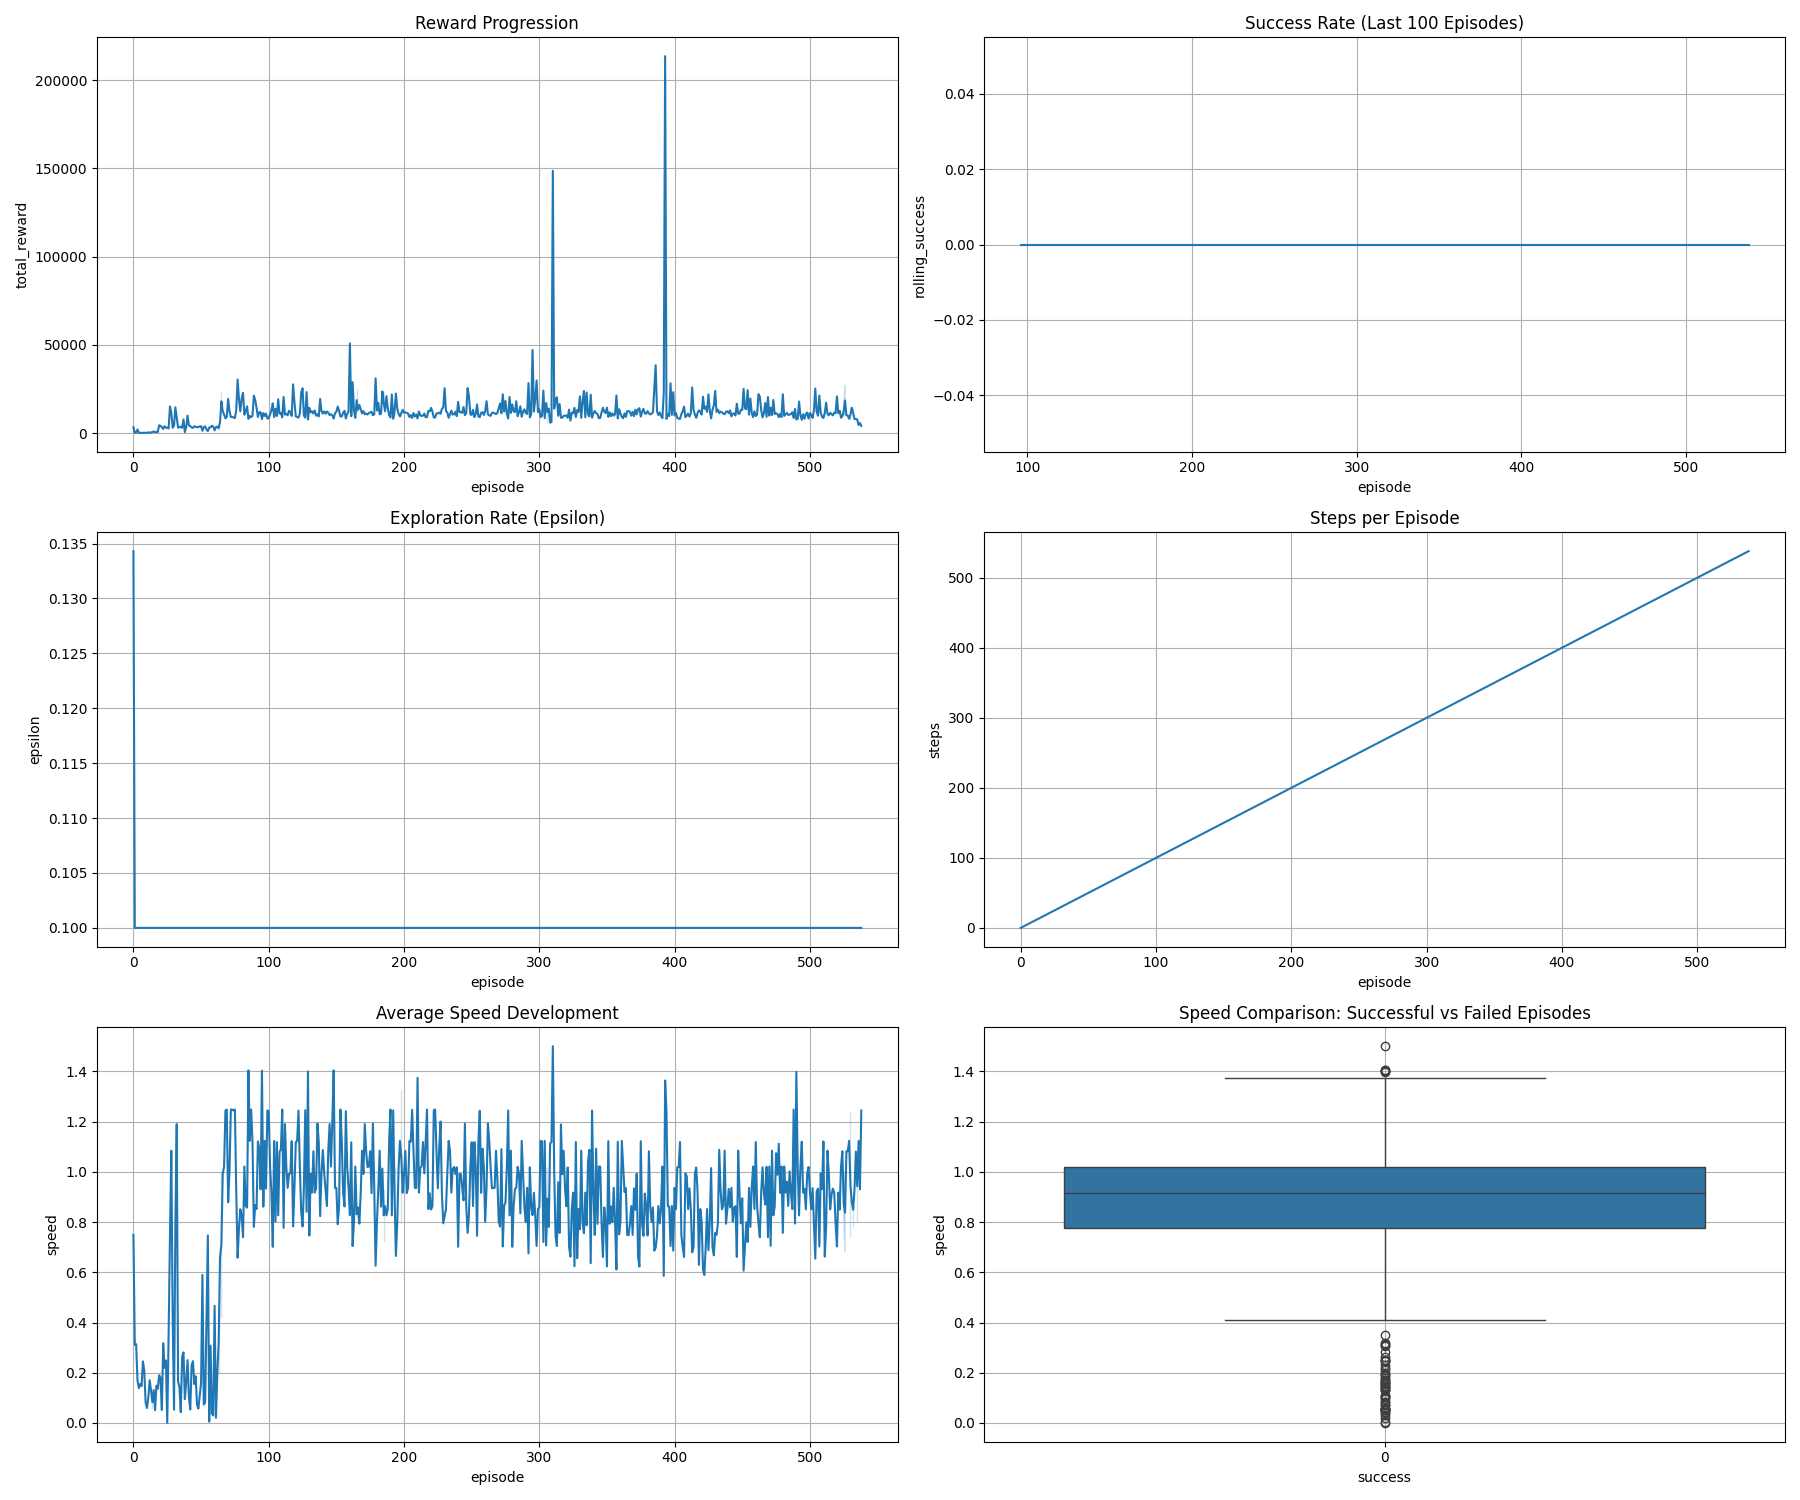 Reward Progression
200000
150000
100000
50000
0
total_reward
0 100 200 300 400 500
episode
Success Rate (Last 100 Episodes)
0.04
0.02
0.00
−0.02
−0.04
rolling_success
100 200 300 400 500
episode
Exploration Rate (Epsilon)
0.135
0.130
0.125
0.120
0.115
0.110
0.105
0.100
epsilon
0 100 200 300 400 500
episode
Steps per Episode
500
400
300
200
100
0
steps
0 100 200 300 400 500
episode
Average Speed Development
1.4
1.2
1.0
0.8
0.6
0.4
0.2
0.0
speed
0 100 200 300 400 500
episode
Speed Comparison: Successful vs Failed Episodes
1.4
1.2
1.0
0.8
0.6
0.4
0.2
0.0
speed
0
success